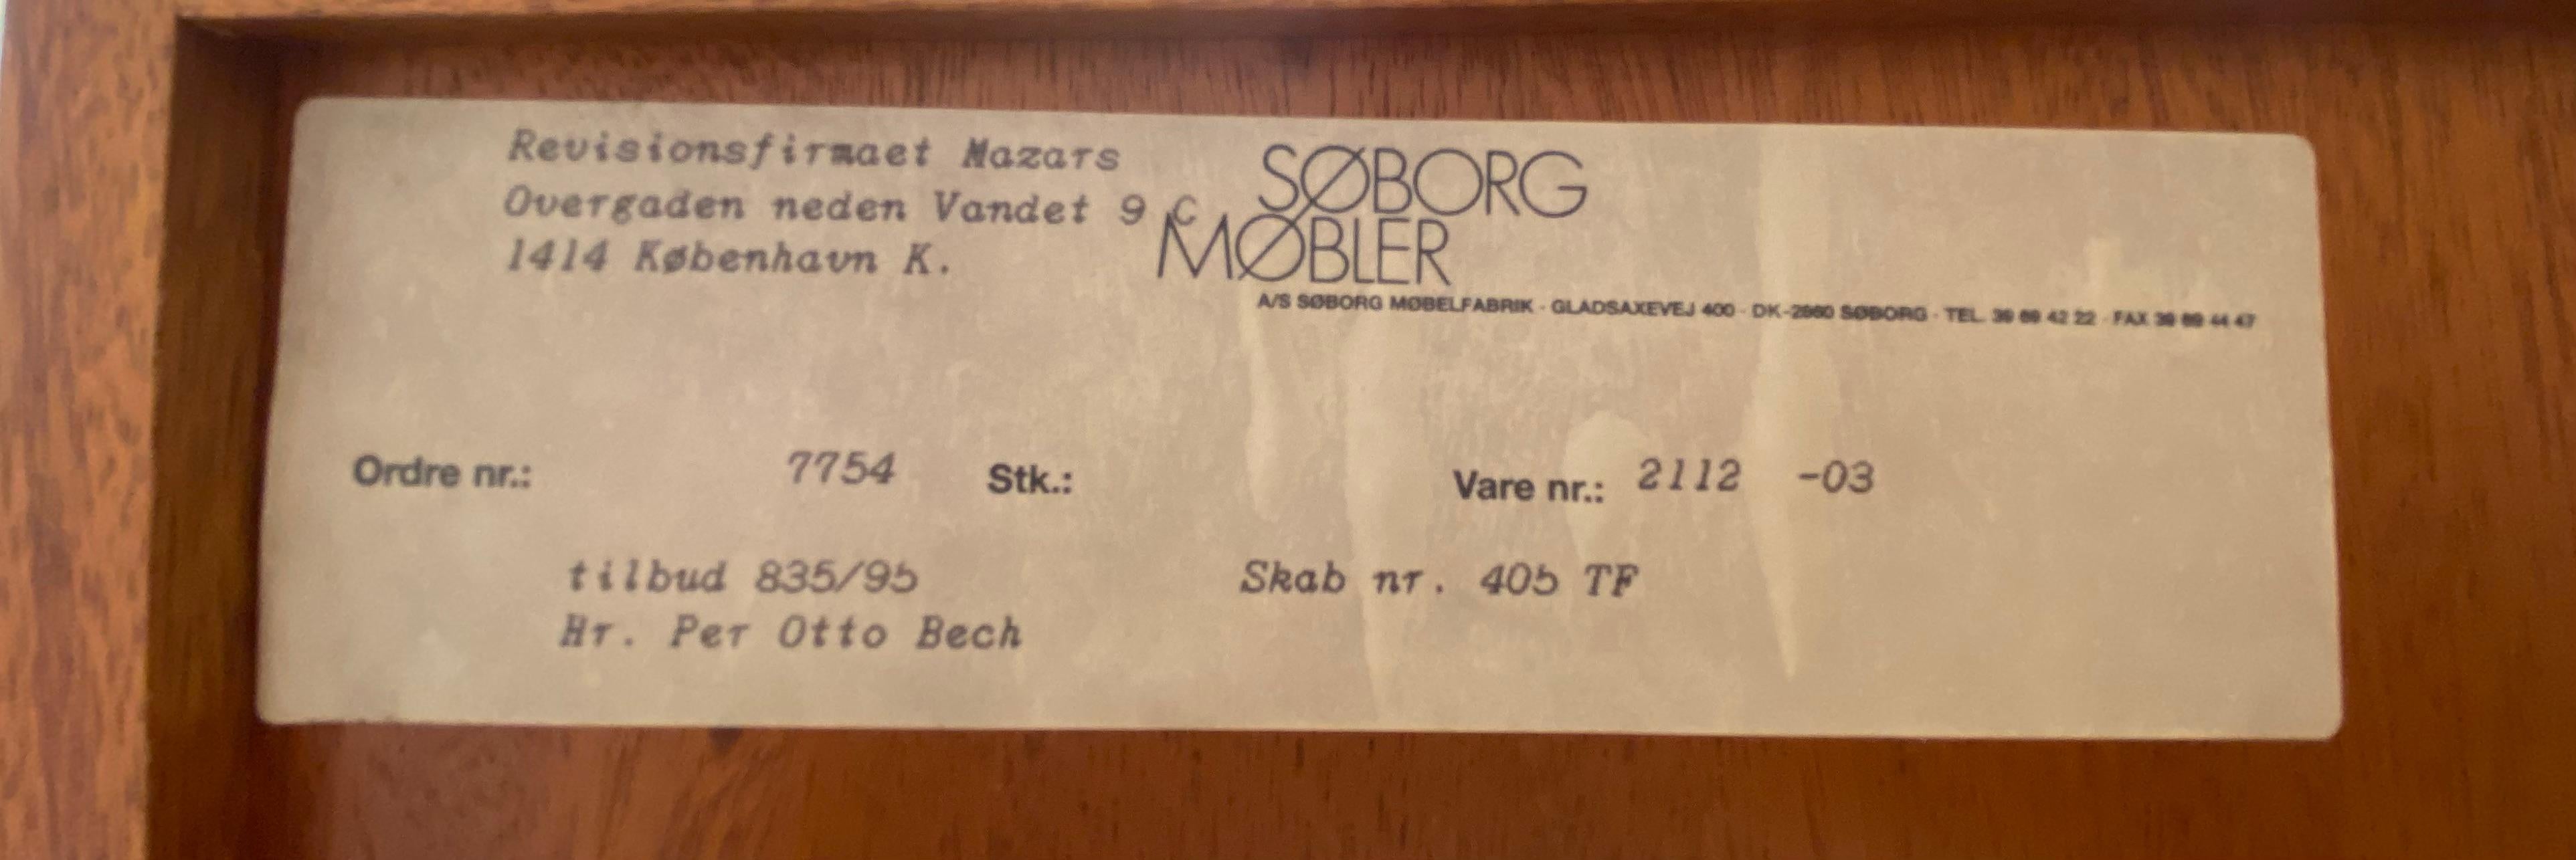 Revisionsfirmaet Mazars
Overgaden neden Vandet 9 C
1414 København K.
SØBORG
MØBLER
A/S SØBORG MØBELFABRIK · GLADSAXEVEJ 400 · DK-2860 SØBORG · TEL. 39 69 42 22 · FAX 39 69 44 47
Ordre nr.: 7754 Stk.: Vare nr.: 2112 -03
tilbud 835/95 Skab nr. 405 TF
Hr. Per Otto Bech